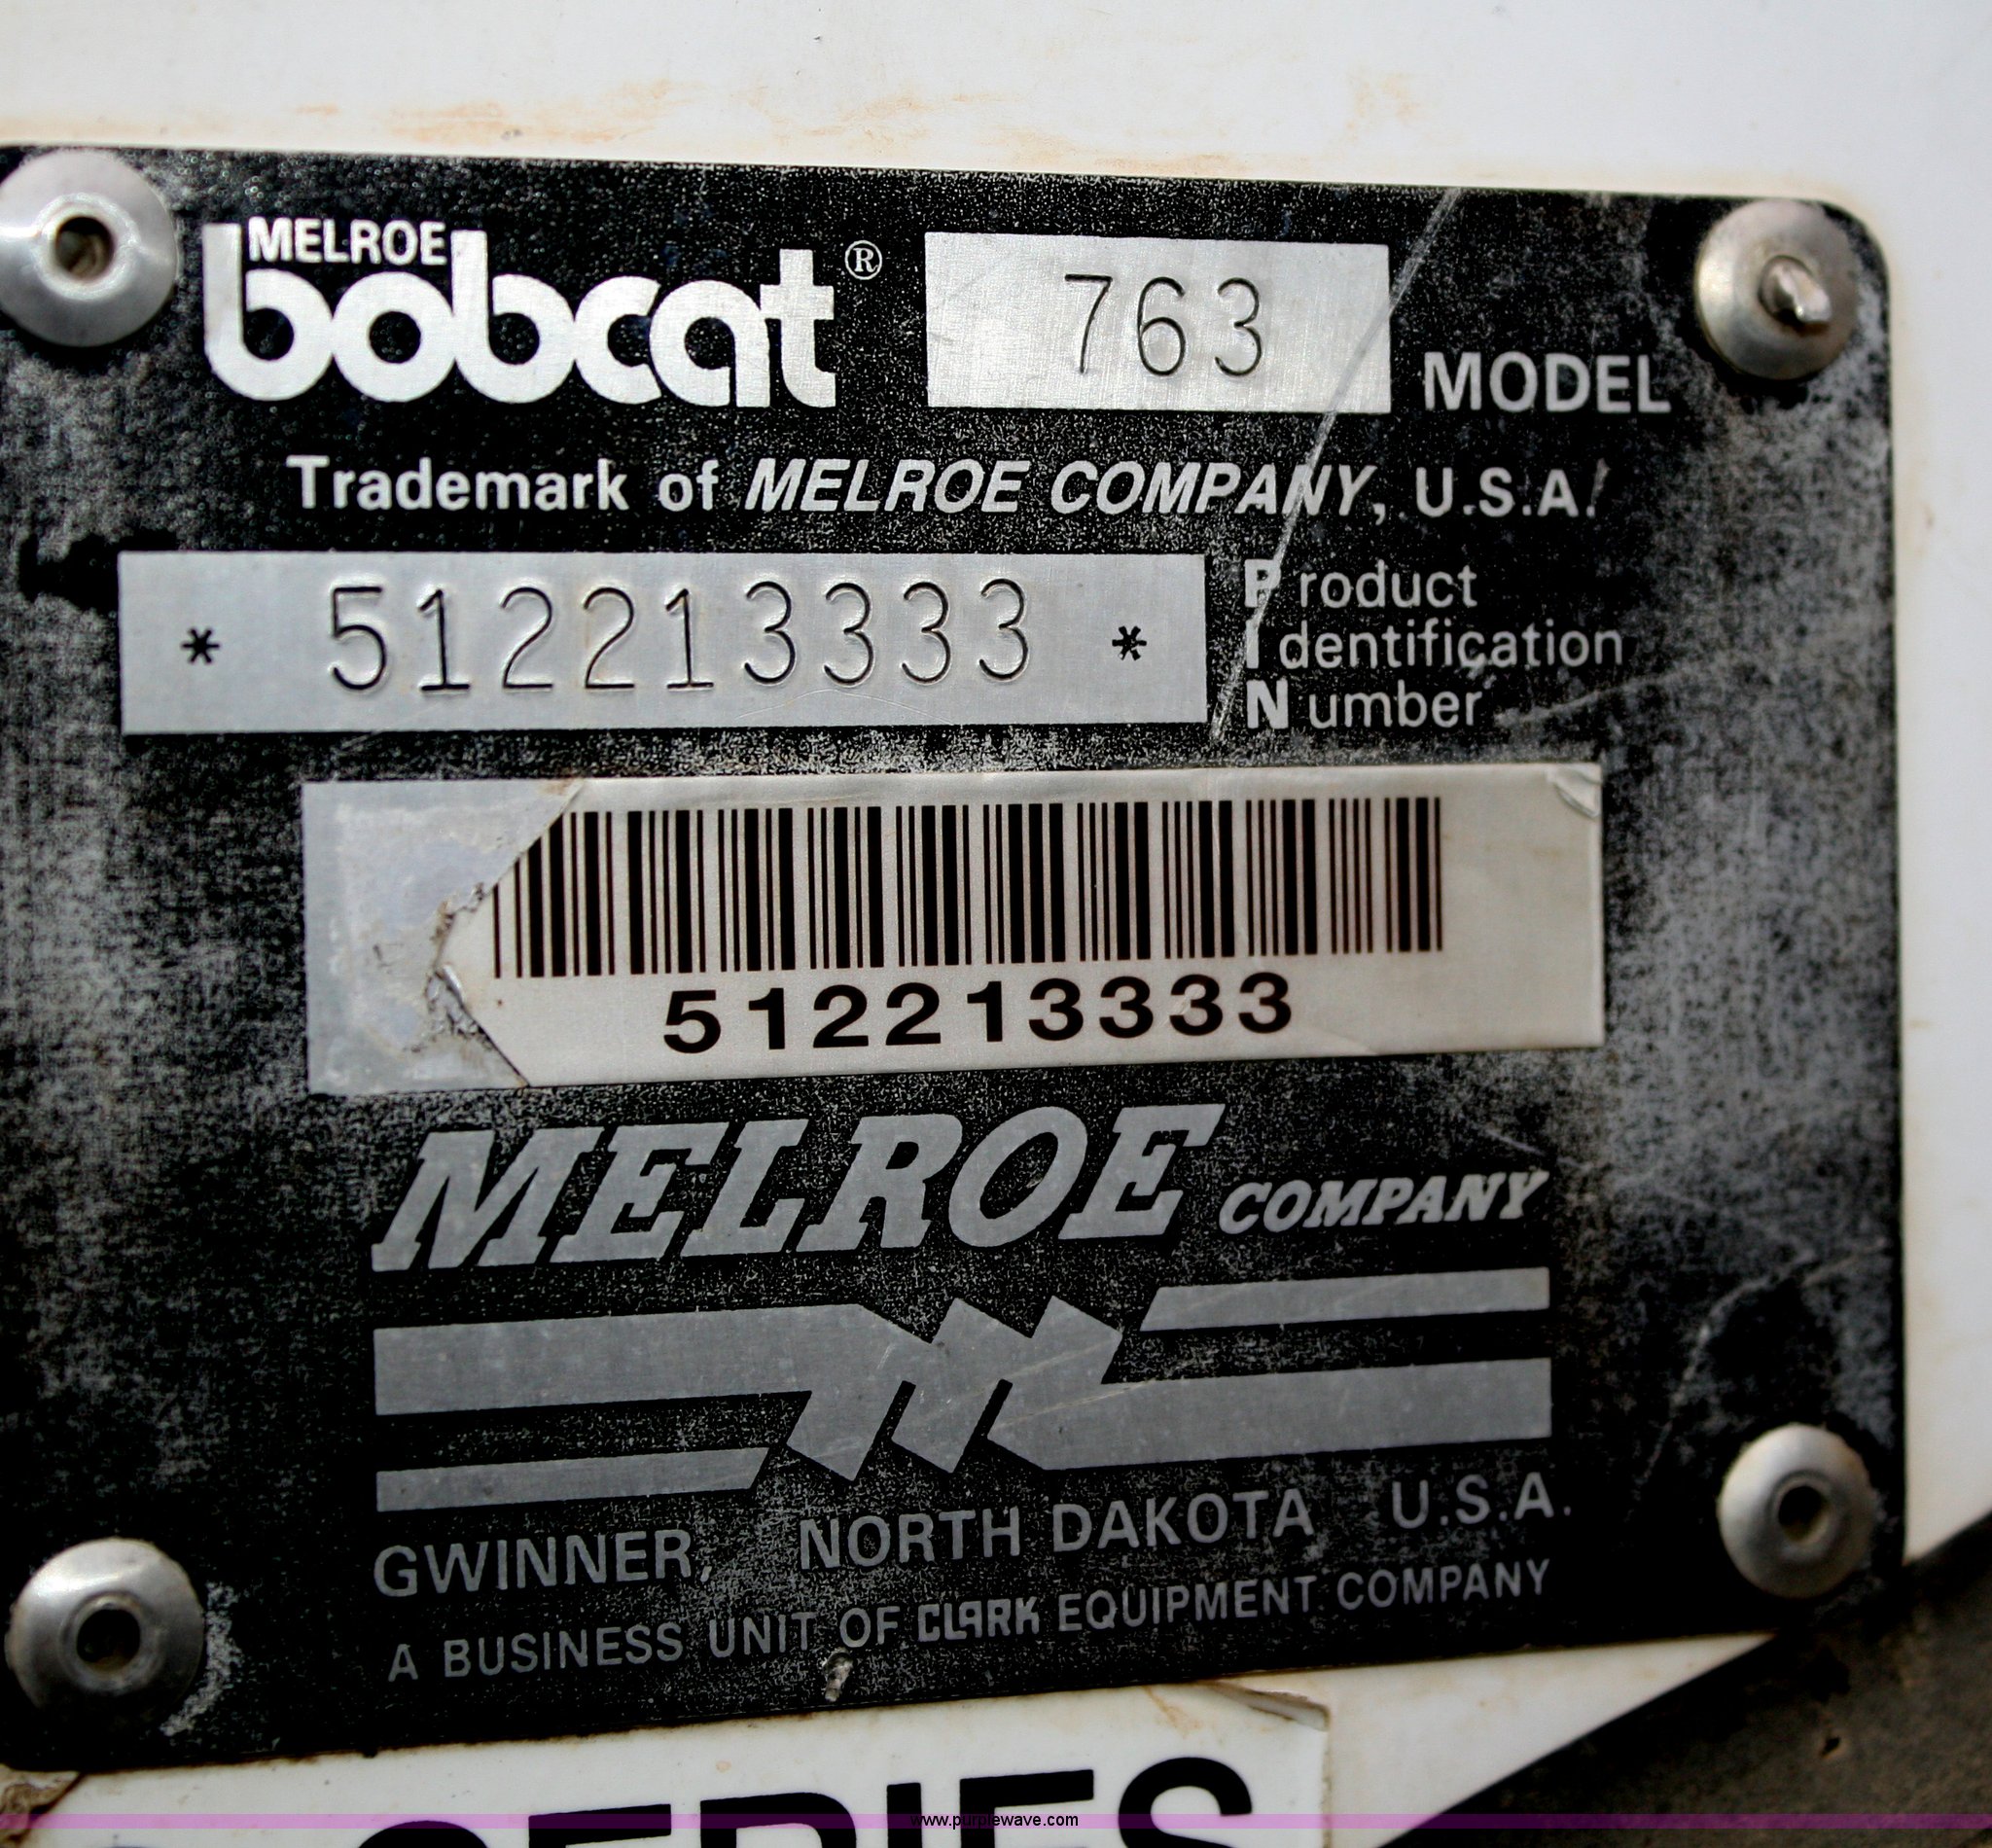 MELROE
bobcat® 763 MODEL
Trademark of MELROE COMPANY, U.S.A.
* 512213333 * Product
Identification
Number
512213333
MELROE COMPANY
GWINNER, NORTH DAKOTA U.S.A.
A BUSINESS UNIT OF CLARK EQUIPMENT COMPANY
SERIES
www.purplewave.com